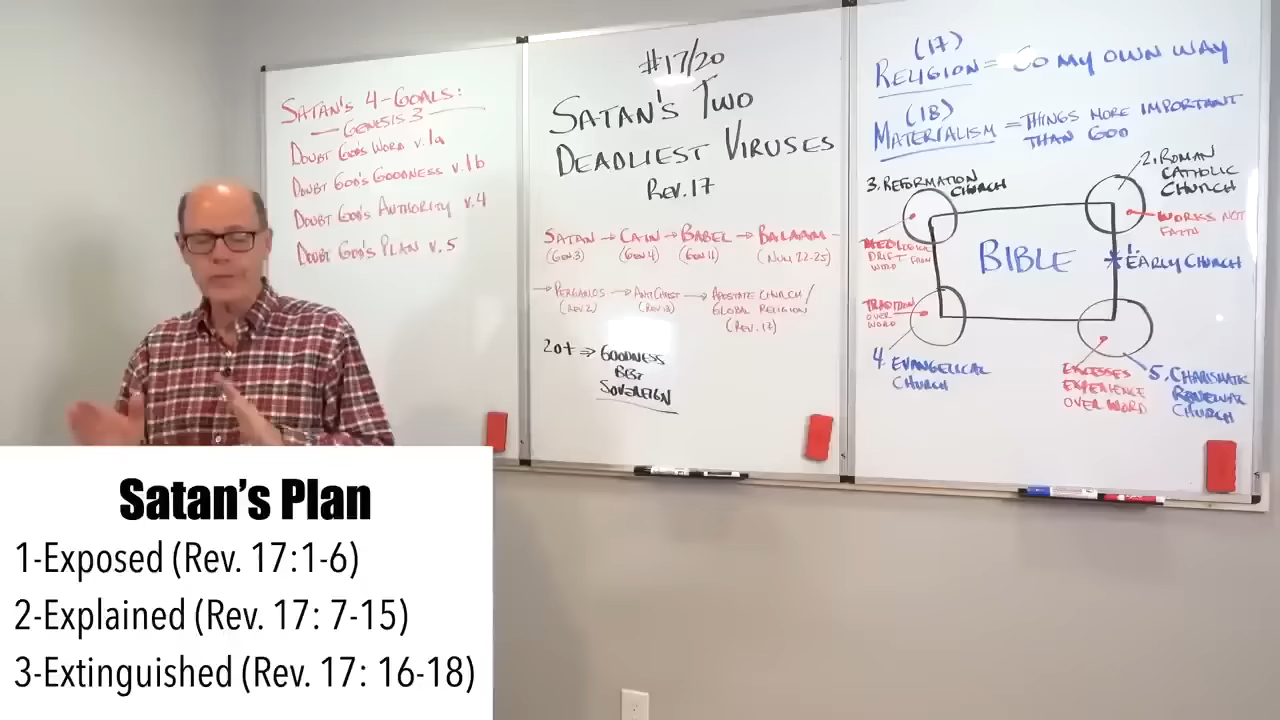 SATAN'S 4-GOALS:
— GENESIS 3 —
DOUBT GOD'S WORD v.1a
DOUBT GOD'S GOODNESS v.1b
DOUBT GOD'S AUTHORITY v.4
DOUBT GOD'S PLAN v.5
#17/20
SATAN'S TWO
DEADLIEST VIRUSES
REV. 17
SATAN → CAIN → BABEL → BALAAM
(GEN 3) (GEN 4) (GEN 11) (NUM 22-25)
→ PERGAMOS → ANTICHRIST → APOSTATE CHURCH/
(REV. 2) (REV. 13) GLOBAL RELIGION
(REV. 17)
GOODNESS
BEST
SOVEREIGN
(17)
RELIGION = GO MY OWN WAY
(18)
MATERIALISM = THINGS MORE IMPORTANT
THAN GOD
3. REFORMATION
CHURCH
THEOLOGICAL
DRIFT FROM
WORD
2. ROMAN
CATHOLIC
CHURCH
WORKS NOT
FAITH
BIBLE
1.
EARLY CHURCH
TRADITION
OVER
WORD
4. EVANGELICAL
CHURCH
EXCESSES
EXPERIENCE
OVER WORD
5. CHARISMATIC
RENEWAL
CHURCH
Satan's Plan
1-Exposed (Rev. 17:1-6)
2-Explained (Rev. 17: 7-15)
3-Extinguished (Rev. 17: 16-18)